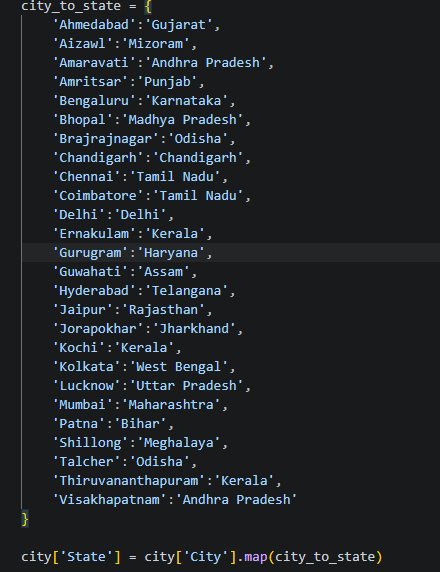 city_to_state = {
    'Ahmedabad':'Gujarat',
    'Aizawl':'Mizoram',
    'Amaravati':'Andhra Pradesh',
    'Amritsar':'Punjab',
    'Bengaluru':'Karnataka',
    'Bhopal':'Madhya Pradesh',
    'Brajrajnagar':'Odisha',
    'Chandigarh':'Chandigarh',
    'Chennai':'Tamil Nadu',
    'Coimbatore':'Tamil Nadu',
    'Delhi':'Delhi',
    'Ernakulam':'Kerala',
    'Gurugram':'Haryana',
    'Guwahati':'Assam',
    'Hyderabad':'Telangana',
    'Jaipur':'Rajasthan',
    'Jorapokhar':'Jharkhand',
    'Kochi':'Kerala',
    'Kolkata':'West Bengal',
    'Lucknow':'Uttar Pradesh',
    'Mumbai':'Maharashtra',
    'Patna':'Bihar',
    'Shillong':'Meghalaya',
    'Talcher':'Odisha',
    'Thiruvananthapuram':'Kerala',
    'Visakhapatnam':'Andhra Pradesh'
}
city['State'] = city['City'].map(city_to_state)